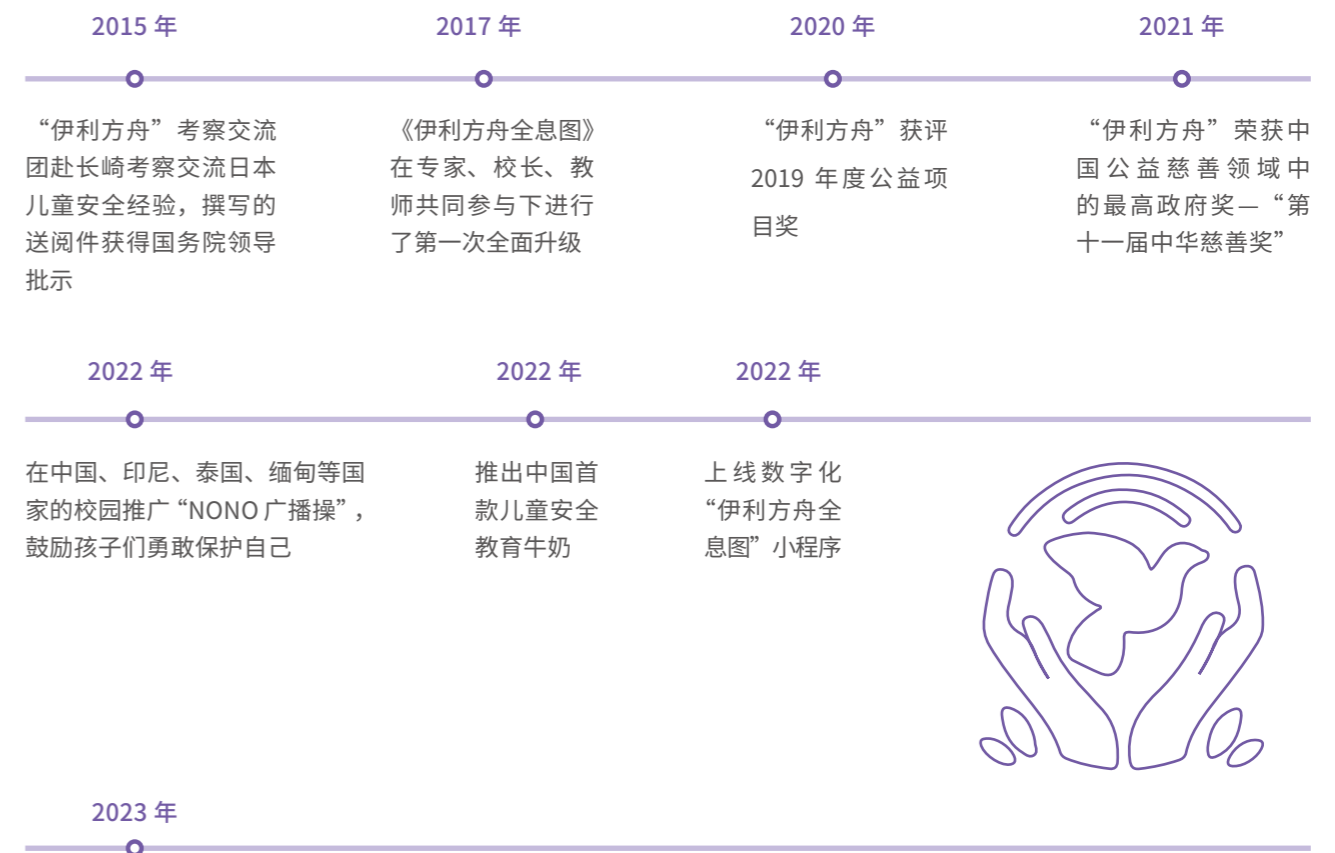 2015 年
“伊利方舟”考察交流
团赴长崎考察交流日本
儿童安全经验，撰写的
送阅件获得国务院领导
批示
2017 年
《伊利方舟全息图》
在专家、校长、教
师共同参与下进行
了第一次全面升级
2020 年
“伊利方舟”获评
2019 年度公益项
目奖
2021 年
“伊利方舟”荣获中
国公益慈善领域中
的最高政府奖—“第
十一届中华慈善奖”
2022 年
在中国、印尼、泰国、缅甸等国
家的校园推广“NONO 广播操”，
鼓励孩子们勇敢保护自己
2022 年
推出中国首
款儿童安全
教育牛奶
2022 年
上线数字化
“伊利方舟全
息图”小程序
2023 年